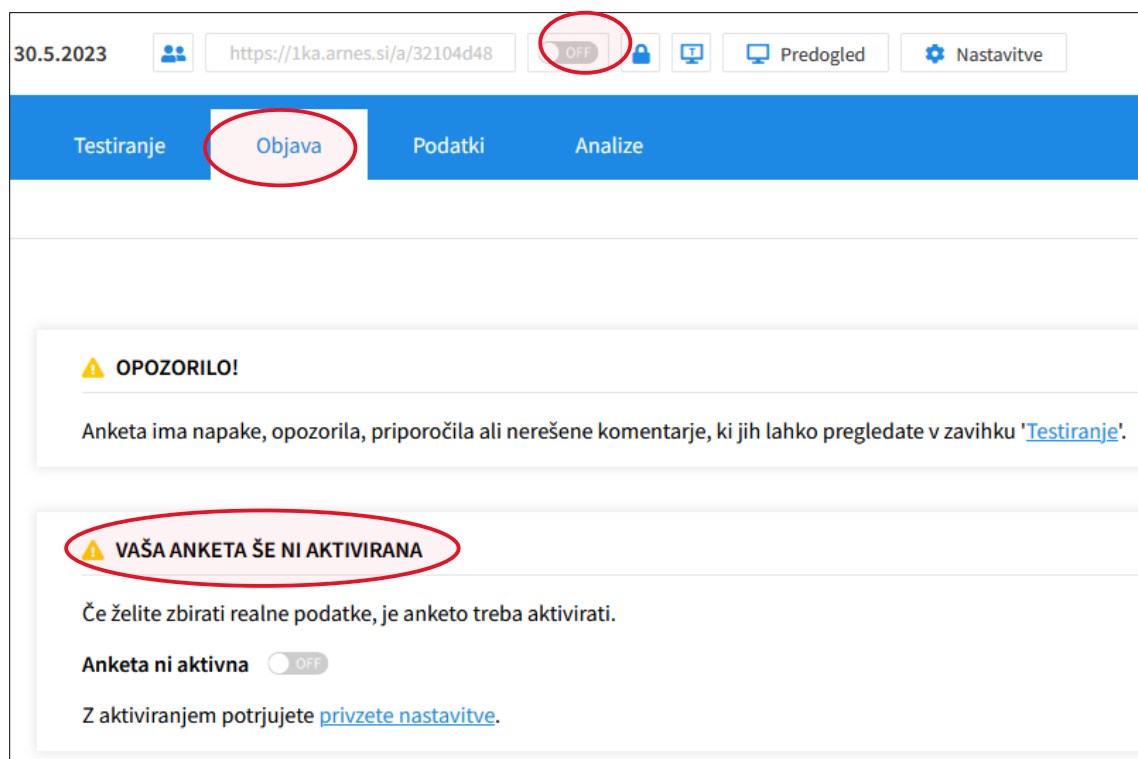 30.5.2023 https://1ka.arnes.si/a/32104d48 OFF T Predogled Nastavitve
Testiranje Objava Podatki Analize
OPOZORILO!
Anketa ima napake, opozorila, priporočila ali nerešene komentarje, ki jih lahko pregledate v zavihku 'Testiranje'.
VAŠA ANKETA ŠE NI AKTIVIRANA
Če želite zbirati realne podatke, je anketo treba aktivirati.
Anketa ni aktivna OFF
Z aktiviranjem potrjujete privzete nastavitve.